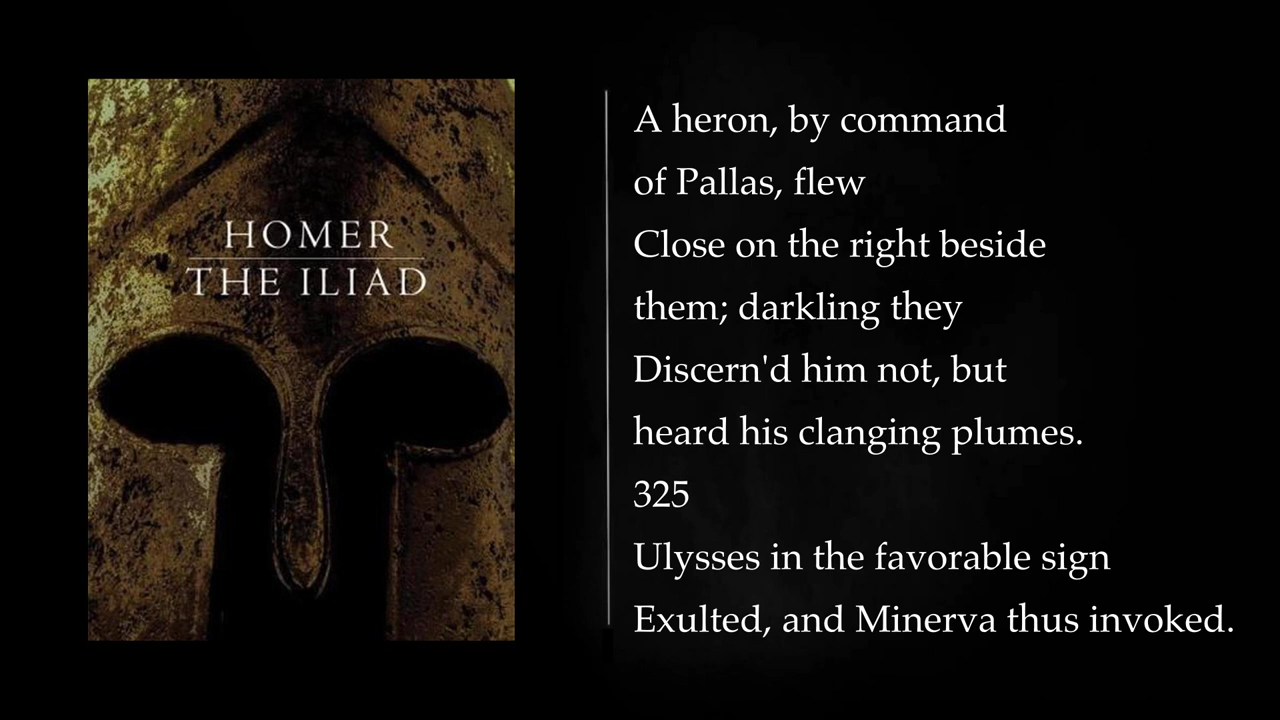 HOMER
THE ILIAD
A heron, by command
of Pallas, flew
Close on the right beside
them; darkling they
Discern'd him not, but
heard his clanging plumes.
325
Ulysses in the favorable sign
Exulted, and Minerva thus invoked.